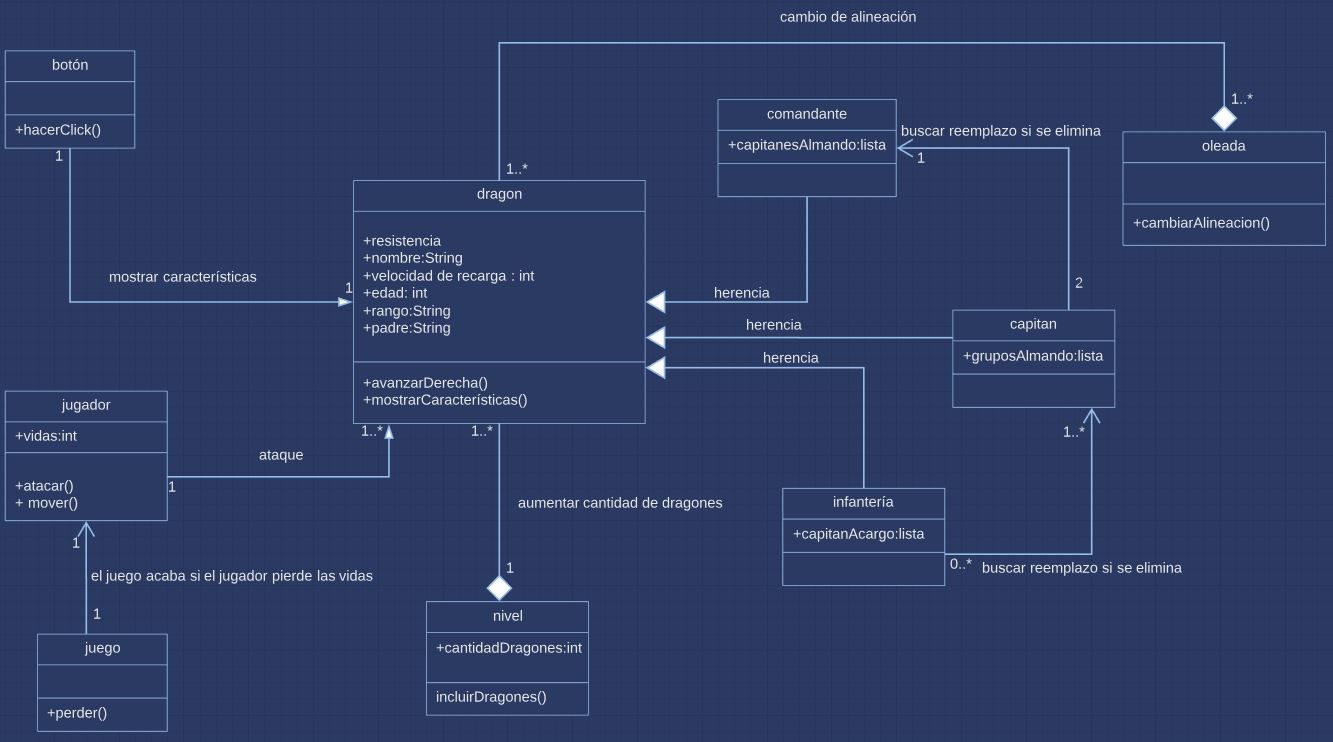 cambio de alineación
botón
+hacerClick()
1
mostrar características
1
1..*
dragon
+resistencia
+nombre:String
+velocidad de recarga : int
+edad: int
+rango:String
+padre:String
+avanzarDerecha()
+mostrarCaracterísticas()
comandante
+capitanesAlmando:lista
buscar reemplazo si se elimina
1
1..*
oleada
+cambiarAlineacion()
2
herencia
herencia
herencia
capitan
+gruposAlmando:lista
1..*
jugador
+vidas:int
+atacar()
+ mover()
1
ataque
1..*
1..*
aumentar cantidad de dragones
1
infantería
+capitanAcargo:lista
0..*
buscar reemplazo si se elimina
1
el juego acaba si el jugador pierde las vidas
1
juego
+perder()
nivel
+cantidadDragones:int
incluirDragones()